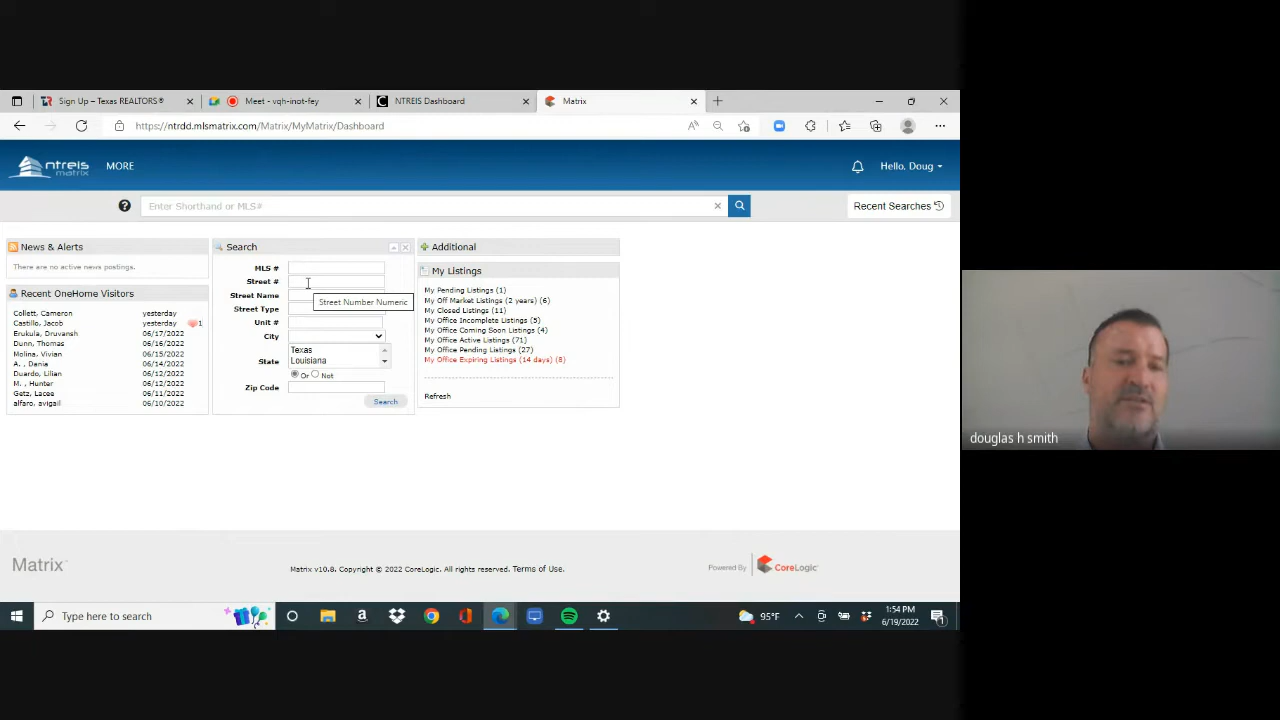 Sign Up – Texas REALTORS®
Meet - vqh-inot-fey
NTREIS Dashboard
Matrix
https://ntrdd.mlsmatrix.com/Matrix/MyMatrix/Dashboard
ntreis
matrix
MORE
Hello, Doug
Enter Shorthand or MLS#
Recent Searches
News & Alerts
There are no active news postings.
Recent OneHome Visitors
Collett, Cameron yesterday
Castillo, Jacob yesterday 1
Erukula, Druvansh 06/17/2022
Dunn, Thomas 06/16/2022
Molina, Vivian 06/15/2022
A. , Dania 06/14/2022
Duardo, Lilian 06/12/2022
M., Hunter 06/12/2022
Getz, Lacee 06/11/2022
alfaro, avigail 06/10/2022
Search
MLS #
Street #
Street Name
Street Number Numeric
Street Type
Unit #
City
State
Texas
Louisiana
Or Not
Zip Code
Search
Additional
My Listings
My Pending Listings (1)
My Off Market Listings (2 years) (6)
My Closed Listings (11)
My Office Incomplete Listings (5)
My Office Coming Soon Listings (4)
My Office Active Listings (71)
My Office Pending Listings (27)
My Office Expiring Listings (14 days) (8)
Refresh
douglas h smith
Matrix
Matrix v10.8, Copyright © 2022 CoreLogic. All rights reserved. Terms of Use.
Powered By
CoreLogic
Type here to search
95°F
1:54 PM
6/19/2022
1